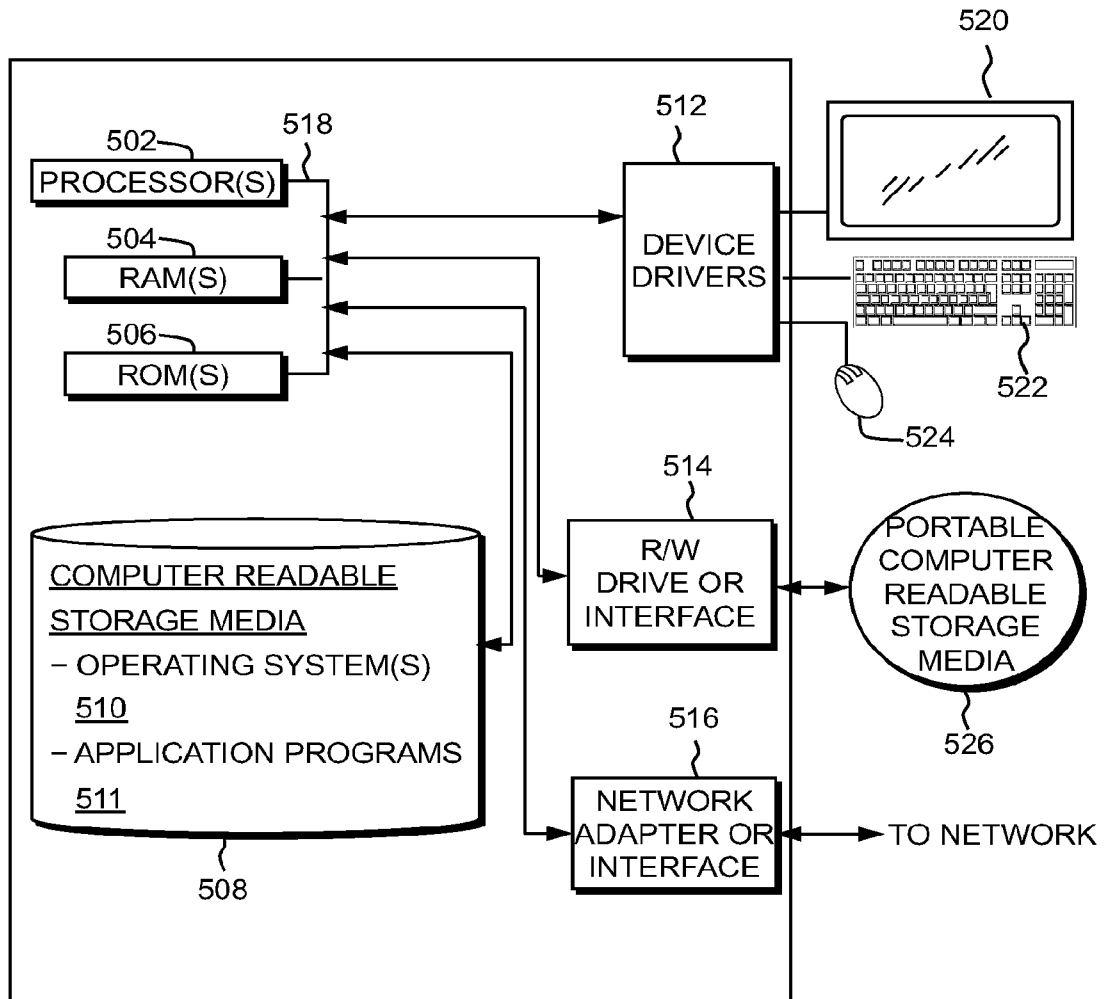 520
518
512
502
PROCESSOR(S)
504
RAM(S)
DEVICE
DRIVERS
506
ROM(S)
522
524
514
R/W
DRIVE OR
INTERFACE
PORTABLE
COMPUTER
READABLE
STORAGE
MEDIA
526
COMPUTER READABLE
STORAGE MEDIA
– OPERATING SYSTEM(S)
510
– APPLICATION PROGRAMS
511
508
516
NETWORK
ADAPTER OR
INTERFACE
TO NETWORK